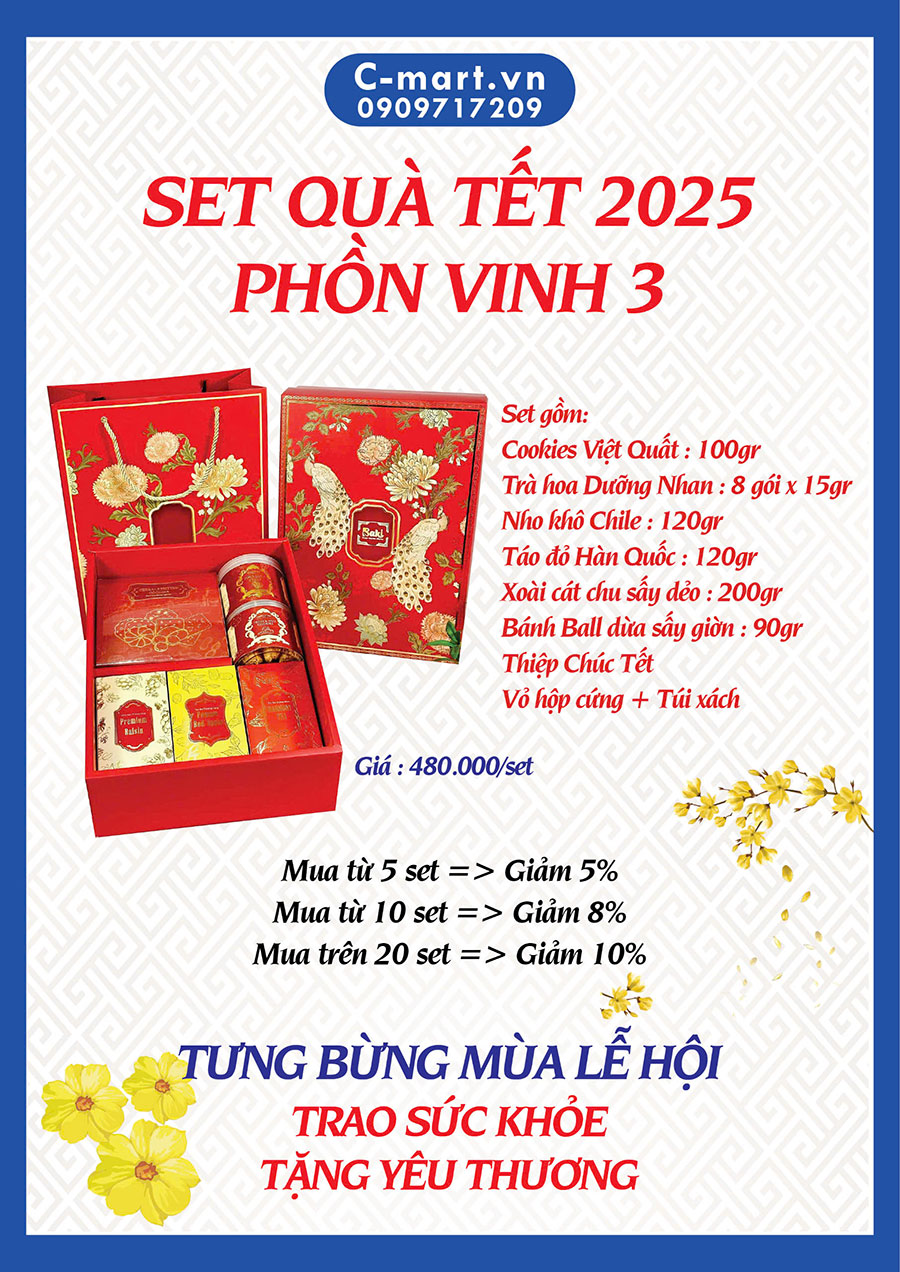 C-mart.vn
0909717209
SET QUÀ TẾT 2025
PHỒN VINH 3
Set gồm:
Cookies Việt Quất : 100gr
Trà hoa Dưỡng Nhan : 8 gói x 15gr
Nho khô Chile : 120gr
Táo đỏ Hàn Quốc : 120gr
Xoài cát chu sấy dẻo : 200gr
Bánh Ball dừa sấy giòn : 90gr
Thiệp Chúc Tết
Vỏ hộp cứng + Túi xách
Premium
Raisin
Giá : 480.000/set
Mua từ 5 set => Giảm 5%
Mua từ 10 set => Giảm 8%
Mua trên 20 set => Giảm 10%
TƯNG BỪNG MÙA LỄ HỘI
TRAO SỨC KHỎE
TẶNG YÊU THƯƠNG